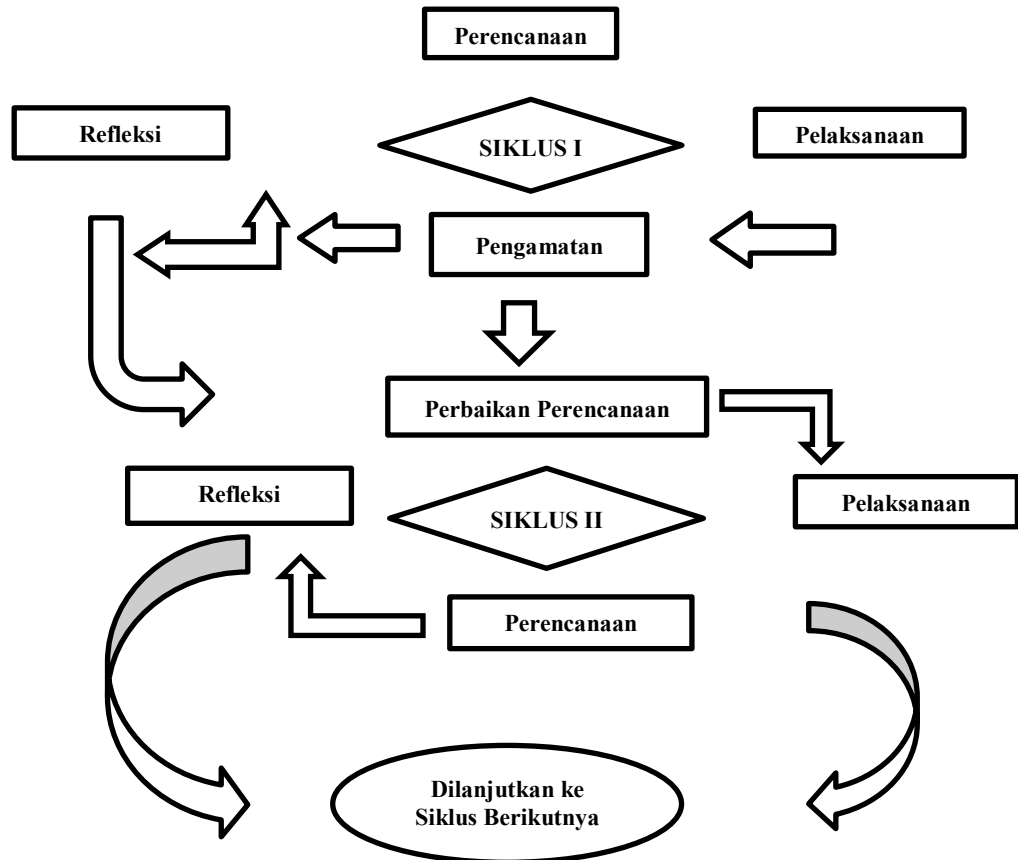 Perencanaan
Refleksi
SIKLUS I
Pelaksanaan
Pengamatan
Perbaikan Perencanaan
Refleksi
SIKLUS II
Pelaksanaan
Perencanaan
Dilanjutkan ke
Siklus Berikutnya